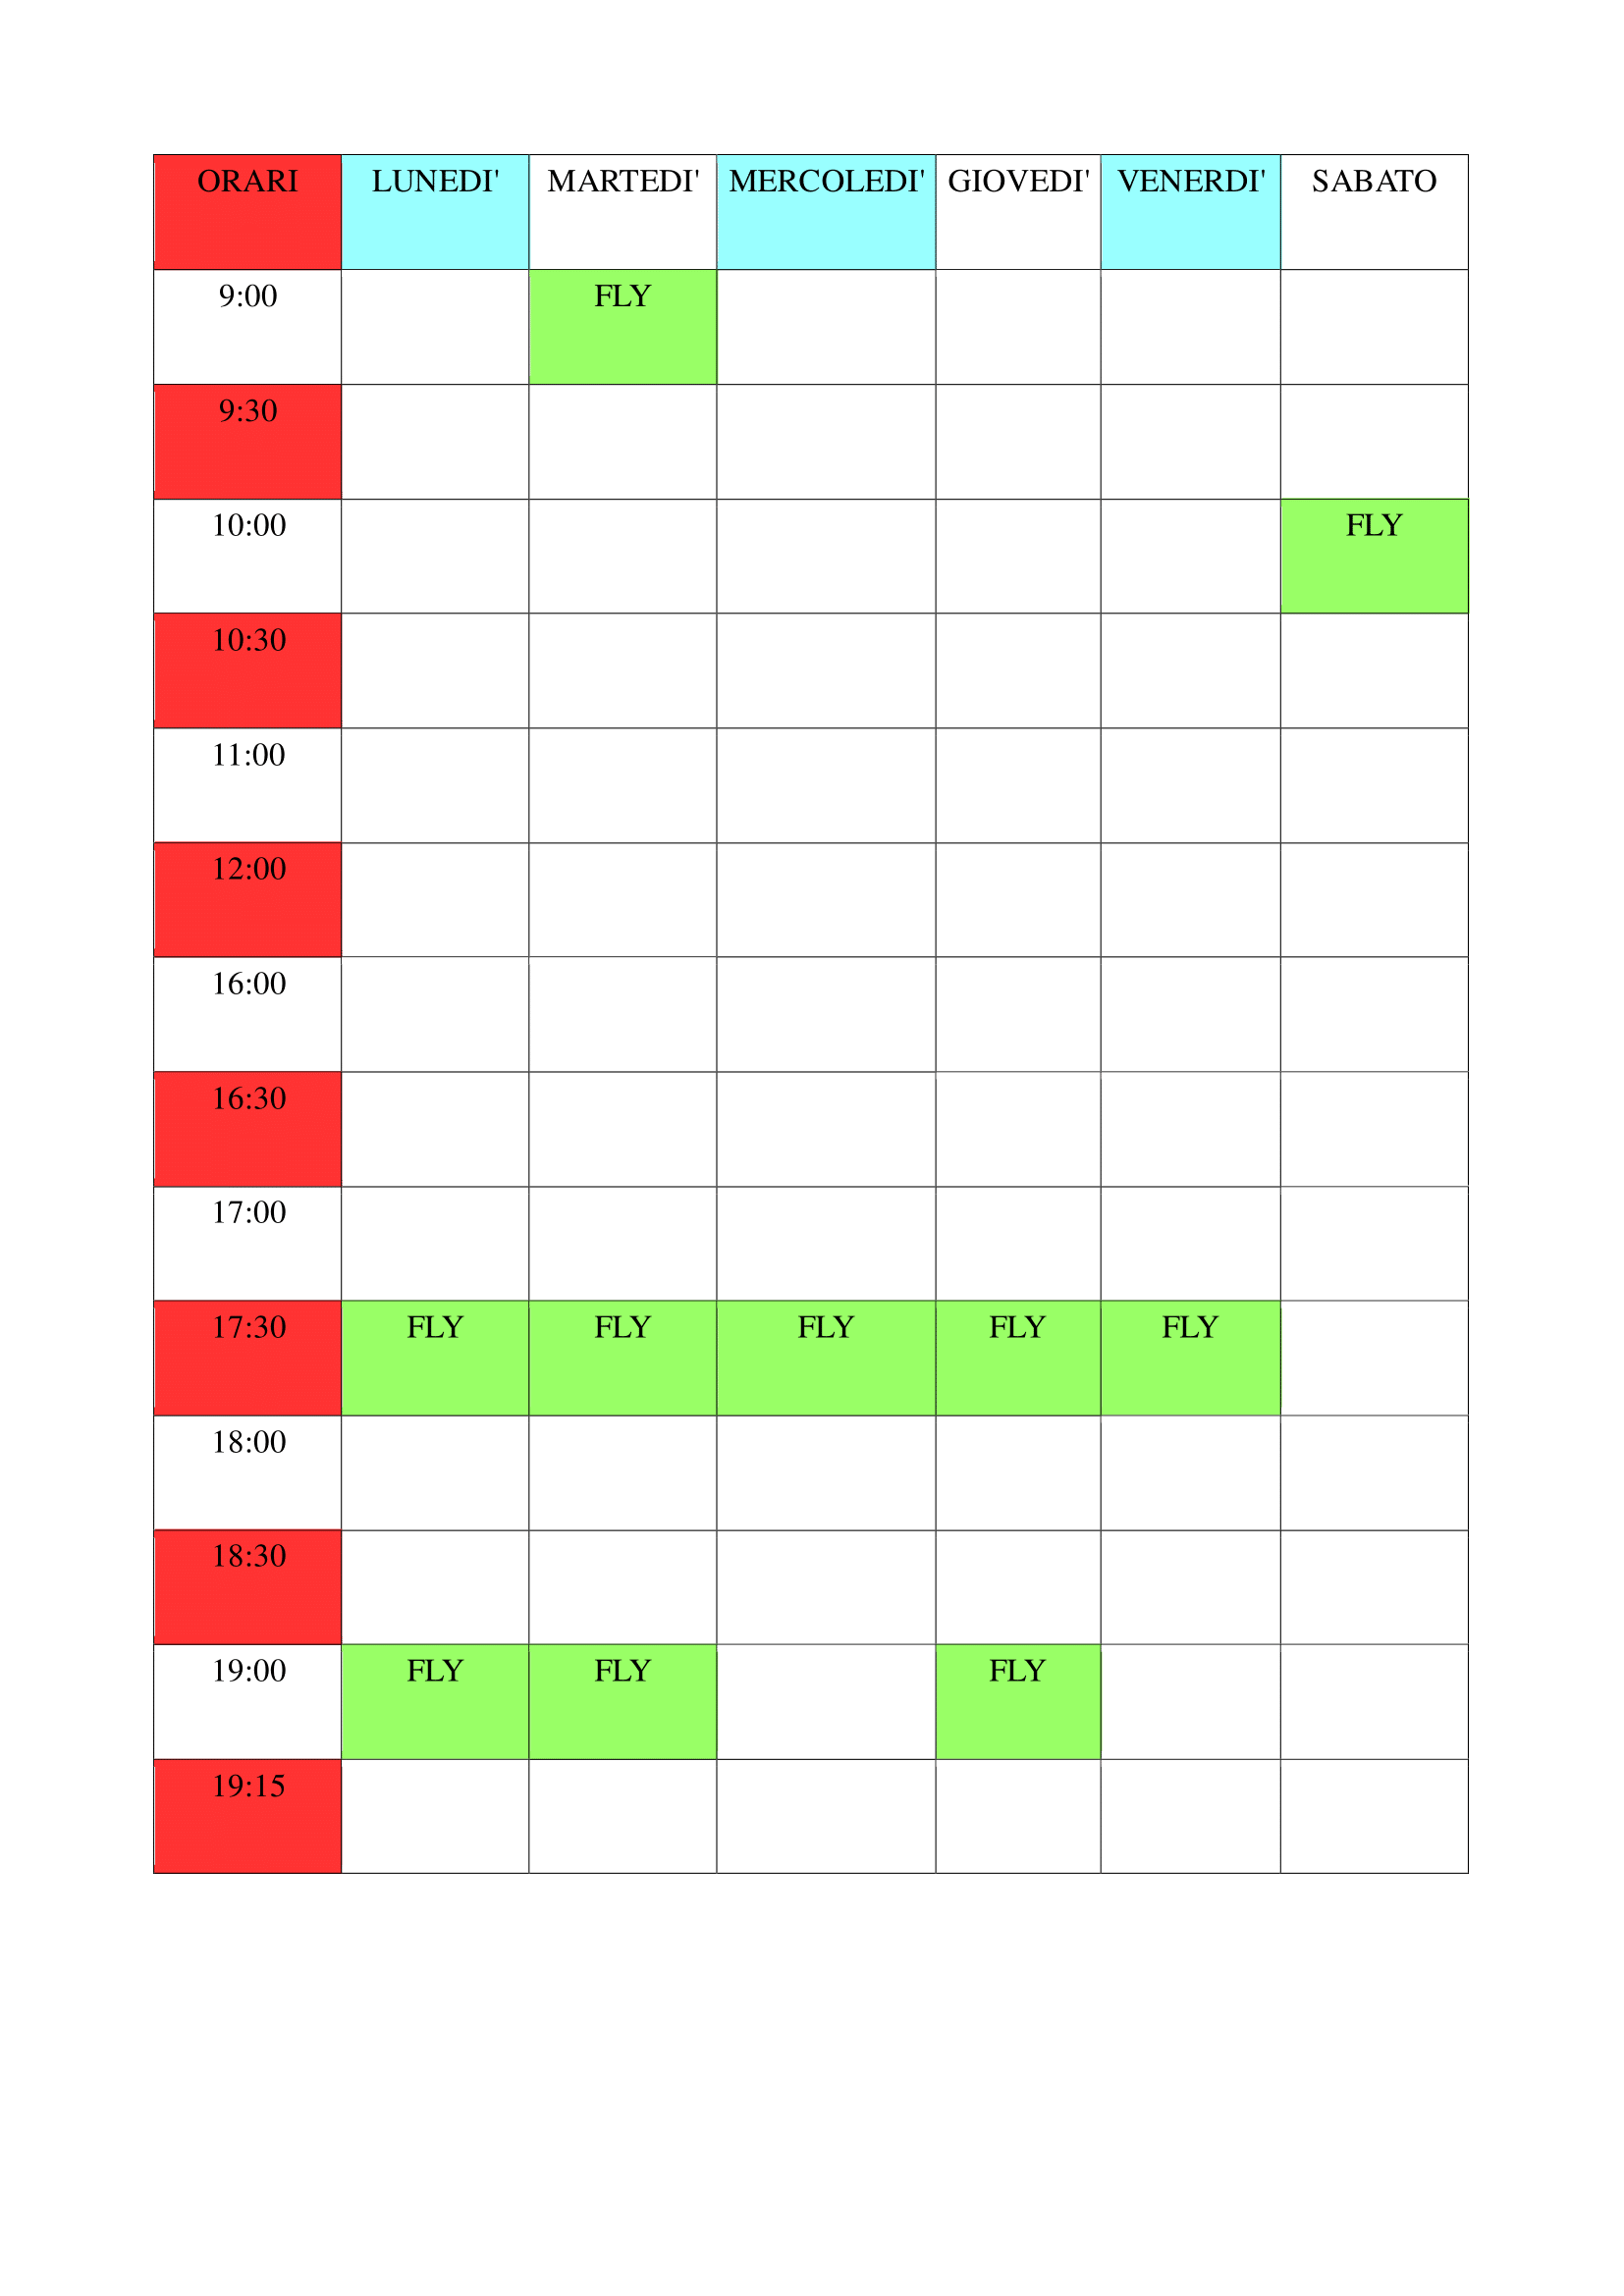 ORARI LUNEDI' MARTEDI' MERCOLEDI' GIOVEDI' VENERDI' SABATO
9:00 FLY
9:30
10:00 FLY
10:30
11:00
12:00
16:00
16:30
17:00
17:30 FLY FLY FLY FLY FLY
18:00
18:30
19:00 FLY FLY FLY
19:15